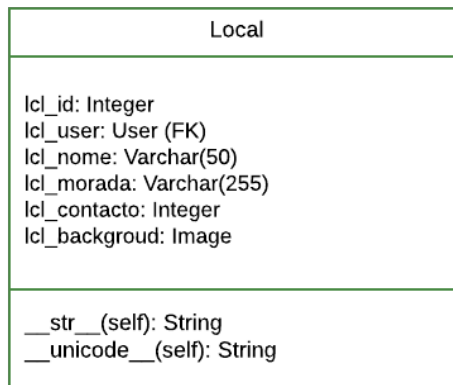 Local
lcl_id: Integer
lcl_user: User (FK)
lcl_nome: Varchar(50)
lcl_morada: Varchar(255)
lcl_contacto: Integer
lcl_backgroud: Image
__str__(self): String
__unicode__(self): String